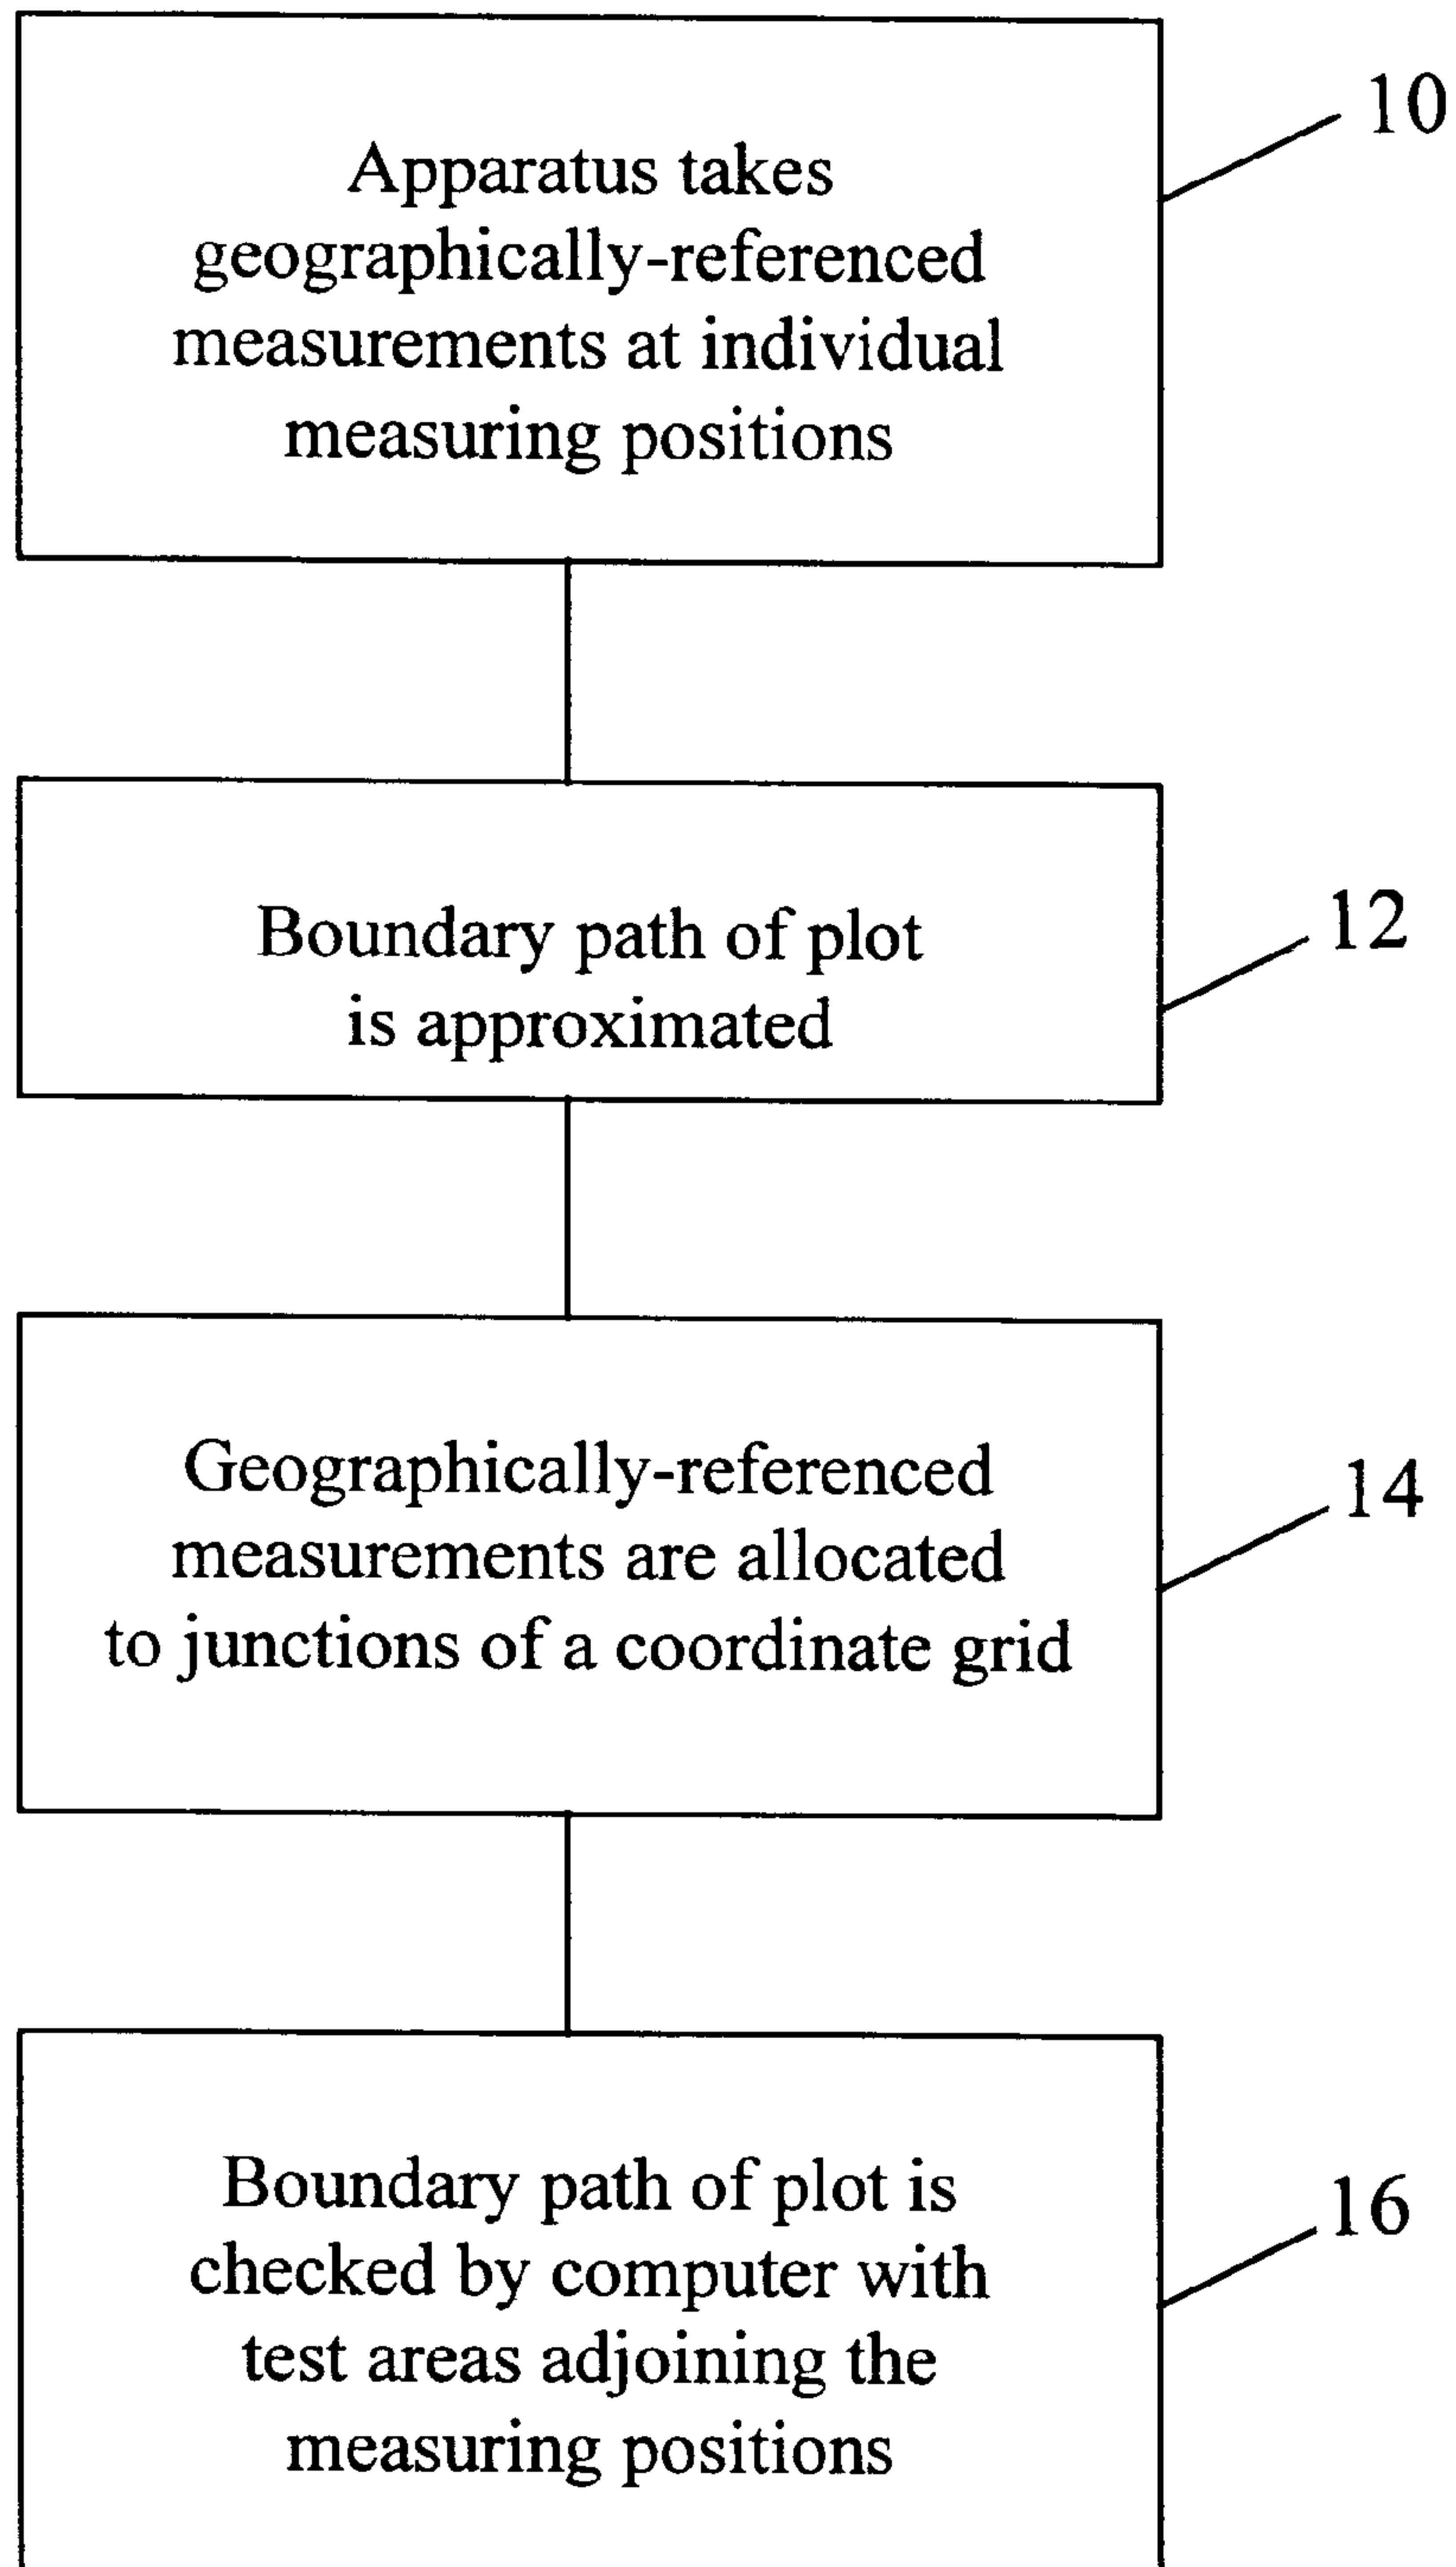 Apparatus takes
geographically-referenced
measurements at individual
measuring positions
10
Boundary path of plot
is approximated
12
Geographically-referenced
measurements are allocated
to junctions of a coordinate grid
14
Boundary path of plot is
checked by computer with
test areas adjoining the
measuring positions
16